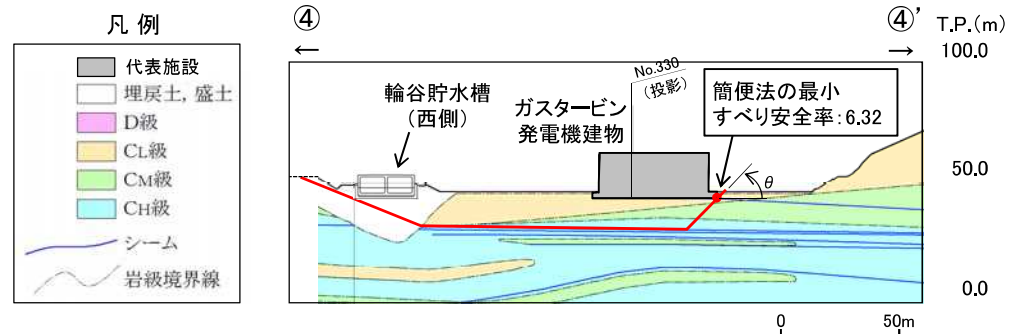 凡 例
代表施設
埋戻土, 盛土
D級
CL級
CM級
CH級
シーム
岩級境界線
④
④’
T.P.(m)
←
→
100.0
No.330
(投影)
輪谷貯水槽
(西側)
ガスタービン
発電機建物
簡便法の最小
すべり安全率:6.32
θ
50.0
0.0
0
50m